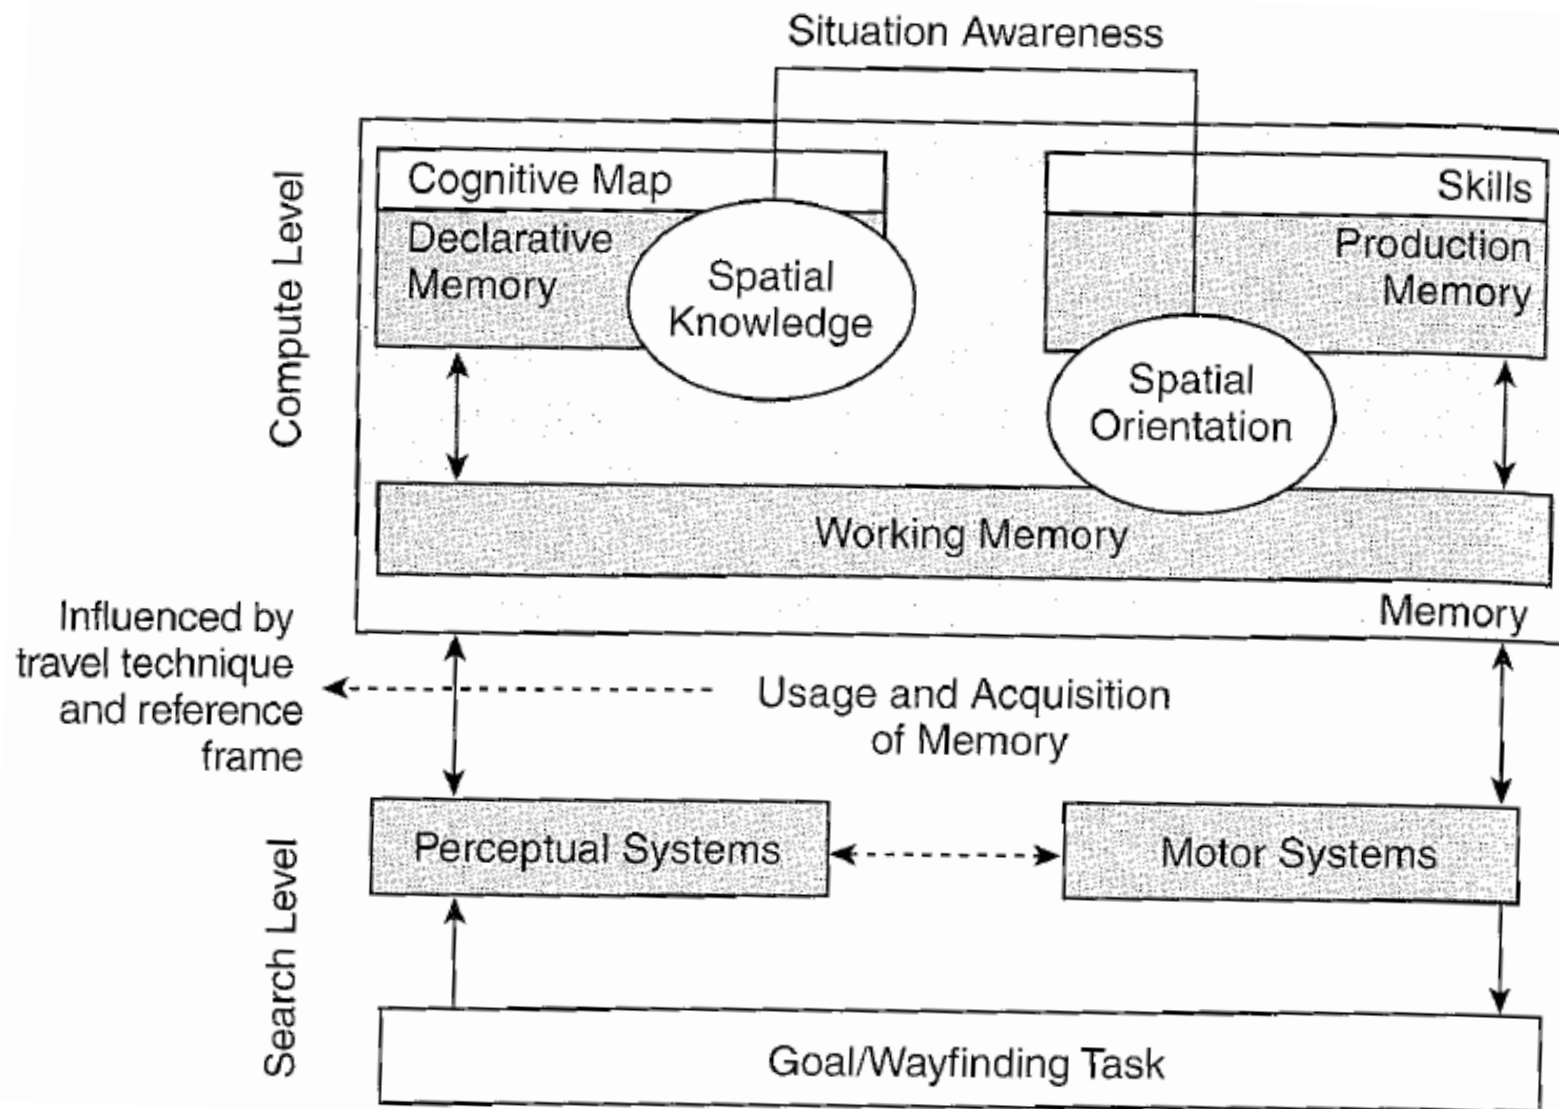 Situation Awareness
Compute Level
Cognitive Map
Declarative
Memory
Spatial
Knowledge
Skills
Production
Memory
Spatial
Orientation
Working Memory
Memory
Influenced by
travel technique
and reference
frame
Usage and Acquisition
of Memory
Search Level
Perceptual Systems
Motor Systems
Goal/Wayfinding Task